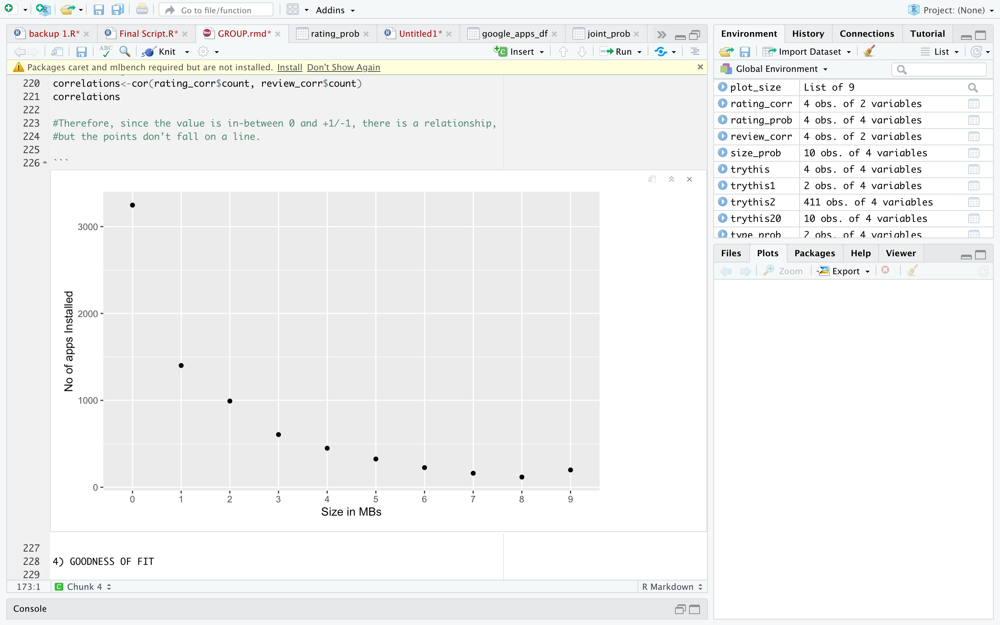 Go to file/function
Addins
Project: (None)
backup 1.R*
Final Script.R*
GROUP.rmd*
rating_prob
Untitled1*
google_apps_df
joint_prob
ABC
Knit
Insert
Run
Packages caret and mlbench required but are not installed. Install Don't Show Again
220 correlations<-cor(rating_corr$count, review_corr$count)
221 correlations
222
223 #Therefore, since the value is in-between 0 and +1/-1, there is a relationship,
224 #but the points don’t fall on a line.
225
226 ```
No of apps Installed
3000
2000
1000
0
0 1 2 3 4 5 6 7 8 9
Size in MBs
227
228 4) GOODNESS OF FIT
229
173:1 Chunk 4 R Markdown
Console
Environment History Connections Tutorial
Import Dataset List
Global Environment
plot_size List of 9
rating_corr 4 obs. of 2 variables
rating_prob 4 obs. of 4 variables
review_corr 4 obs. of 2 variables
size_prob 10 obs. of 4 variables
trythis 4 obs. of 4 variables
trythis1 2 obs. of 4 variables
trythis2 411 obs. of 4 variables
trythis20 10 obs. of 4 variables
type_prob 2 obs. of 4 variables
Files Plots Packages Help Viewer
Zoom Export